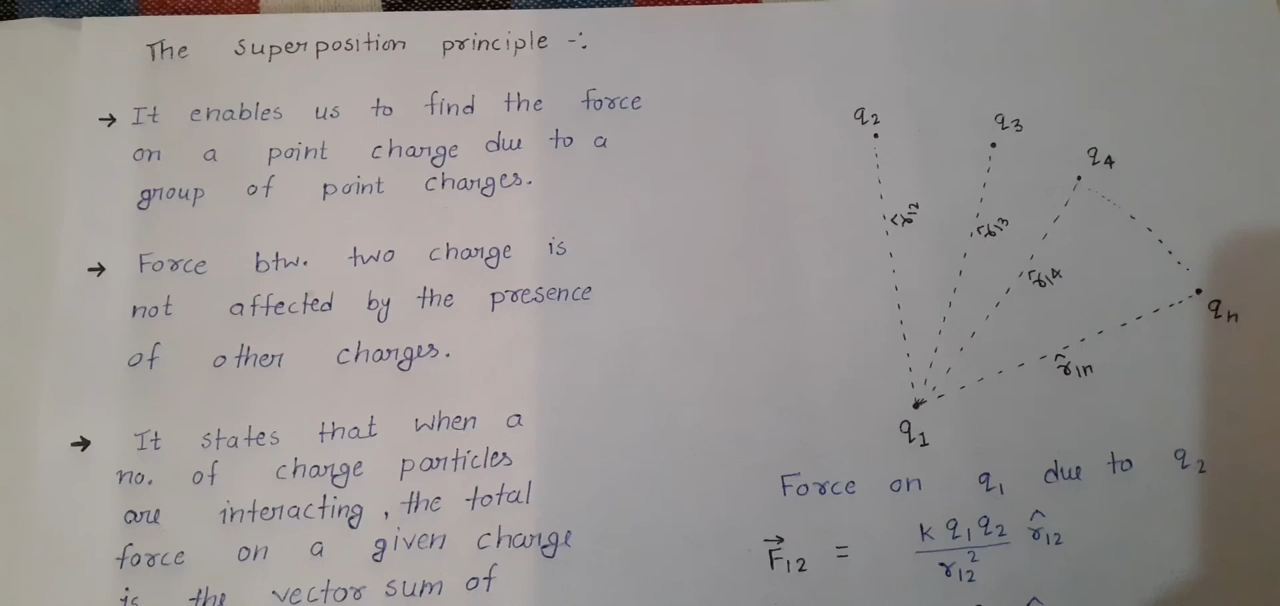 The superposition principle -:
→ It enables us to find the force
on a point charge due to a
group of point charges.
→ Force btw. two charge is
not affected by the presence
of other charges.
→ It states that when a
no. of charge particles
are interacting, the total
force on a given charge
is the vector sum of
q2
q3
q4
qn
r̂12
r̂13
r̂14
r̂1n
q1
Force on q1 due to q2
F⃗12 = K q1 q2 / r12² r̂12